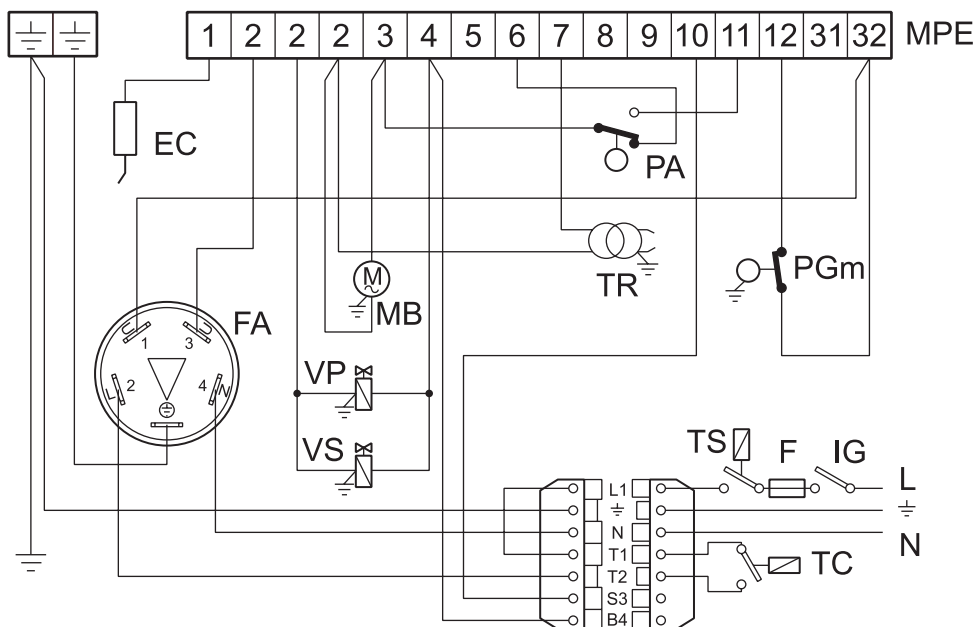 1 2 2 2 3 4 5 6 7 8 9 10 11 12 31 32 MPE
EC
PA
PGm
TR
M
MB
FA
1 3
L 2 4 N
VP
VS
TS F IG
L1 L
N N
T1
T2 TC
S3
B4